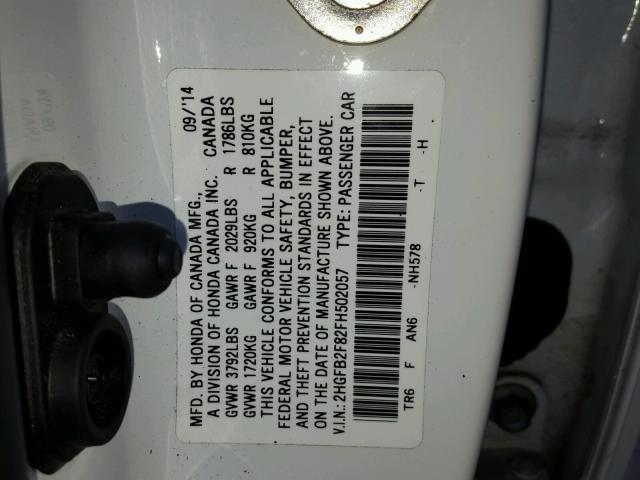 MFD. BY HONDA OF CANADA MFG., 09/'14
A DIVISION OF HONDA CANADA INC. CANADA
GVWR 3792LBS GAWR F 2029LBS R 1786LBS
GVWR 1720KG GAWR F 920KG R 810KG
THIS VEHICLE CONFORMS TO ALL APPLICABLE
FEDERAL MOTOR VEHICLE SAFETY, BUMPER,
AND THEFT PREVENTION STANDARDS IN EFFECT
ON THE DATE OF MANUFACTURE SHOWN ABOVE.
V.I.N.: 2HGFB2F82FH502057 TYPE: PASSENGER CAR
TR6 F AN6 -NH578 -T -H